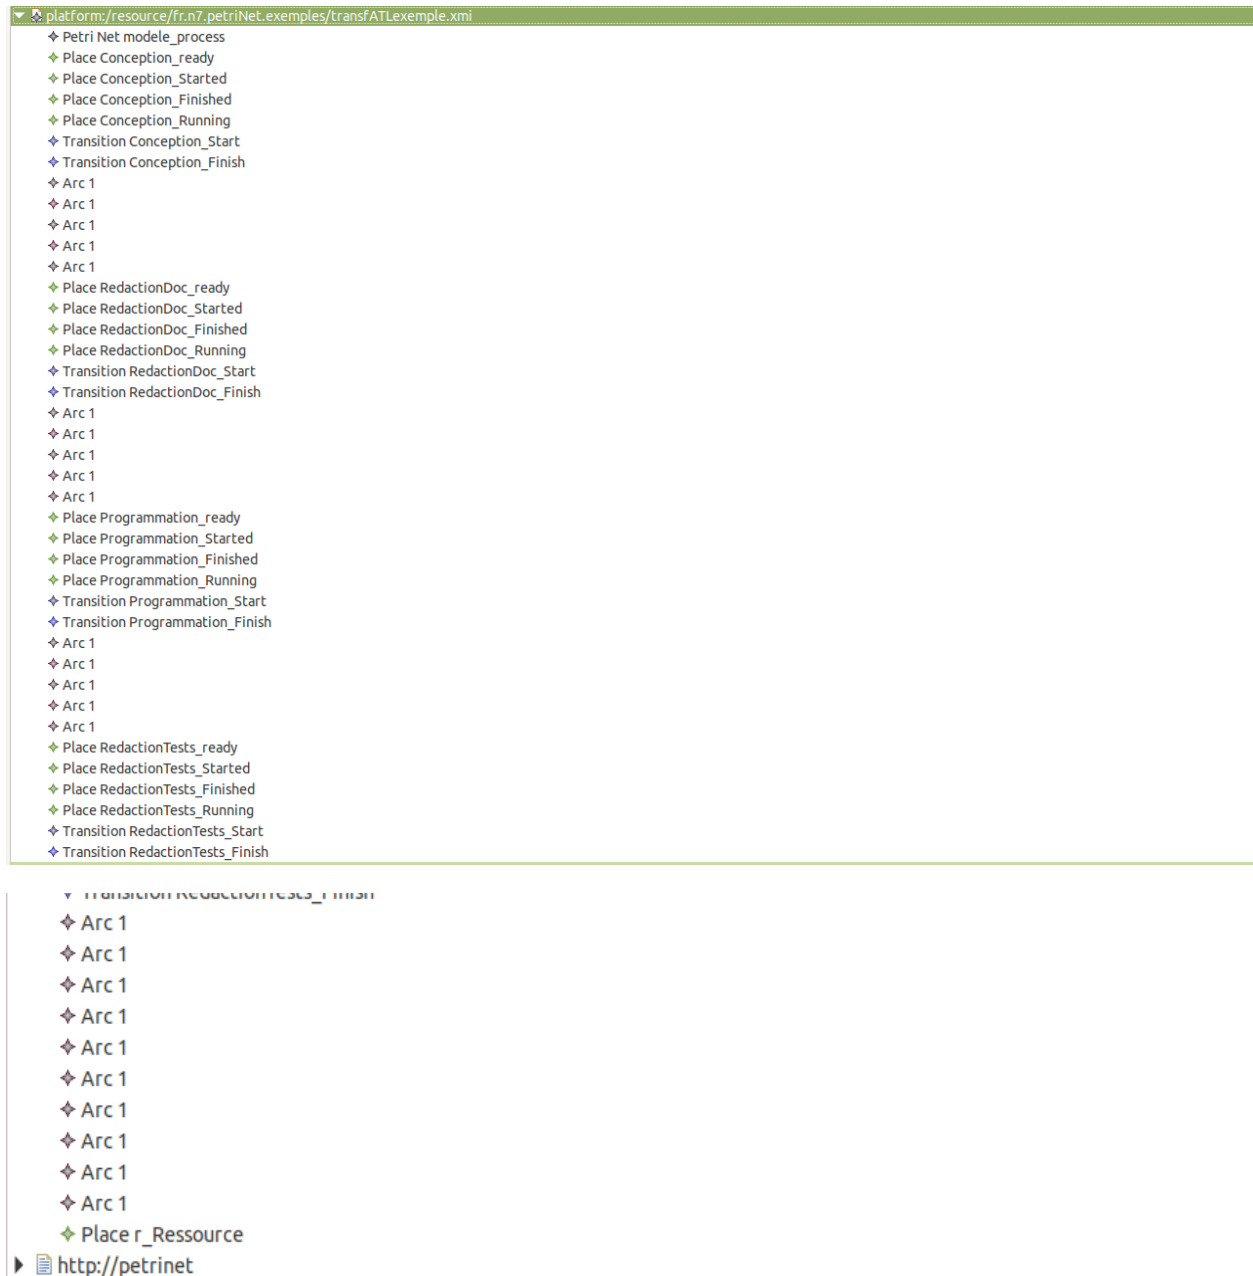 platform:/resource/fr.n7.petriNet.exemples/transfATLexemple.xmi
Petri Net modele_process
Place Conception_ready
Place Conception_Started
Place Conception_Finished
Place Conception_Running
Transition Conception_Start
Transition Conception_Finish
Arc 1
Arc 1
Arc 1
Arc 1
Arc 1
Place RedactionDoc_ready
Place RedactionDoc_Started
Place RedactionDoc_Finished
Place RedactionDoc_Running
Transition RedactionDoc_Start
Transition RedactionDoc_Finish
Arc 1
Arc 1
Arc 1
Arc 1
Arc 1
Place Programmation_ready
Place Programmation_Started
Place Programmation_Finished
Place Programmation_Running
Transition Programmation_Start
Transition Programmation_Finish
Arc 1
Arc 1
Arc 1
Arc 1
Arc 1
Place RedactionTests_ready
Place RedactionTests_Started
Place RedactionTests_Finished
Place RedactionTests_Running
Transition RedactionTests_Start
Transition RedactionTests_Finish
Transition RedactionTests_Finish
Arc 1
Arc 1
Arc 1
Arc 1
Arc 1
Arc 1
Arc 1
Arc 1
Arc 1
Arc 1
Place r_Ressource
http://petrinet